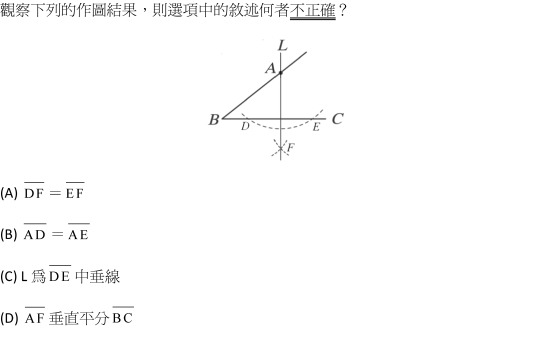 觀察下列的作圖結果，則選項中的敘述何者不正確？
L
A
B D E C
F
(A) DF = EF
(B) AD = AE
(C) L 為 DE 中垂線
(D) AF 垂直平分 BC